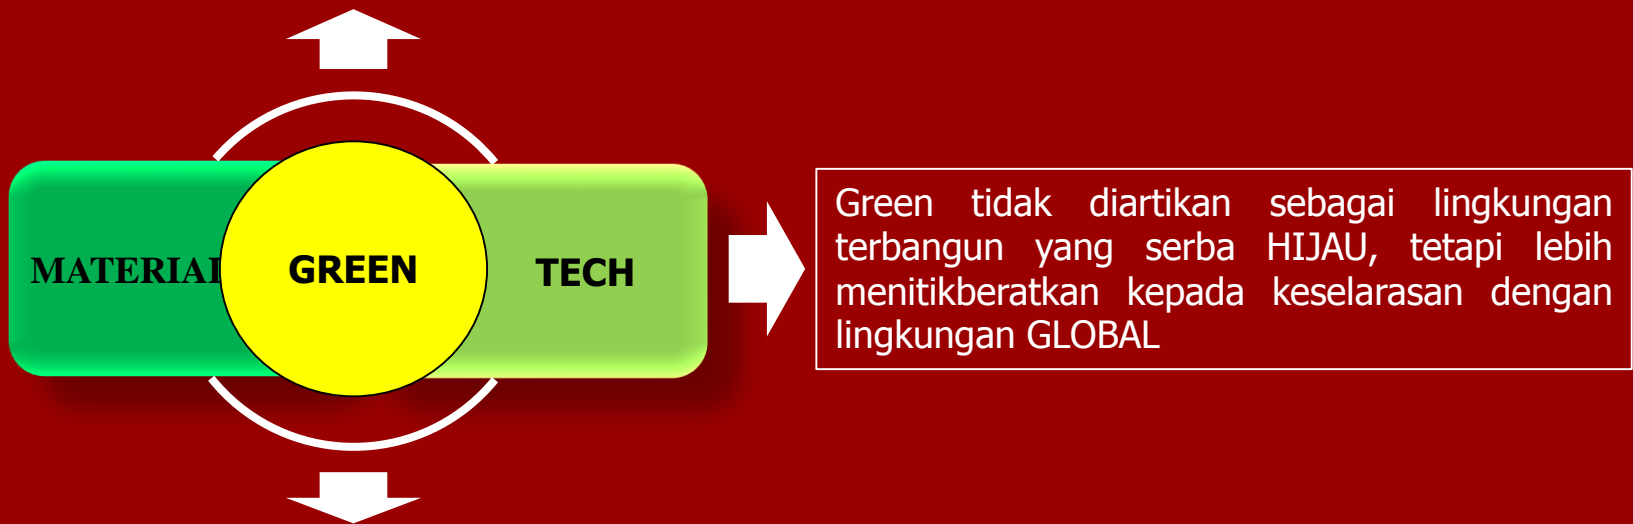 MATERIAL
GREEN
TECH
Green tidak diartikan sebagai lingkungan
terbangun yang serba HIJAU, tetapi lebih
menitikberatkan kepada keselarasan dengan
lingkungan GLOBAL